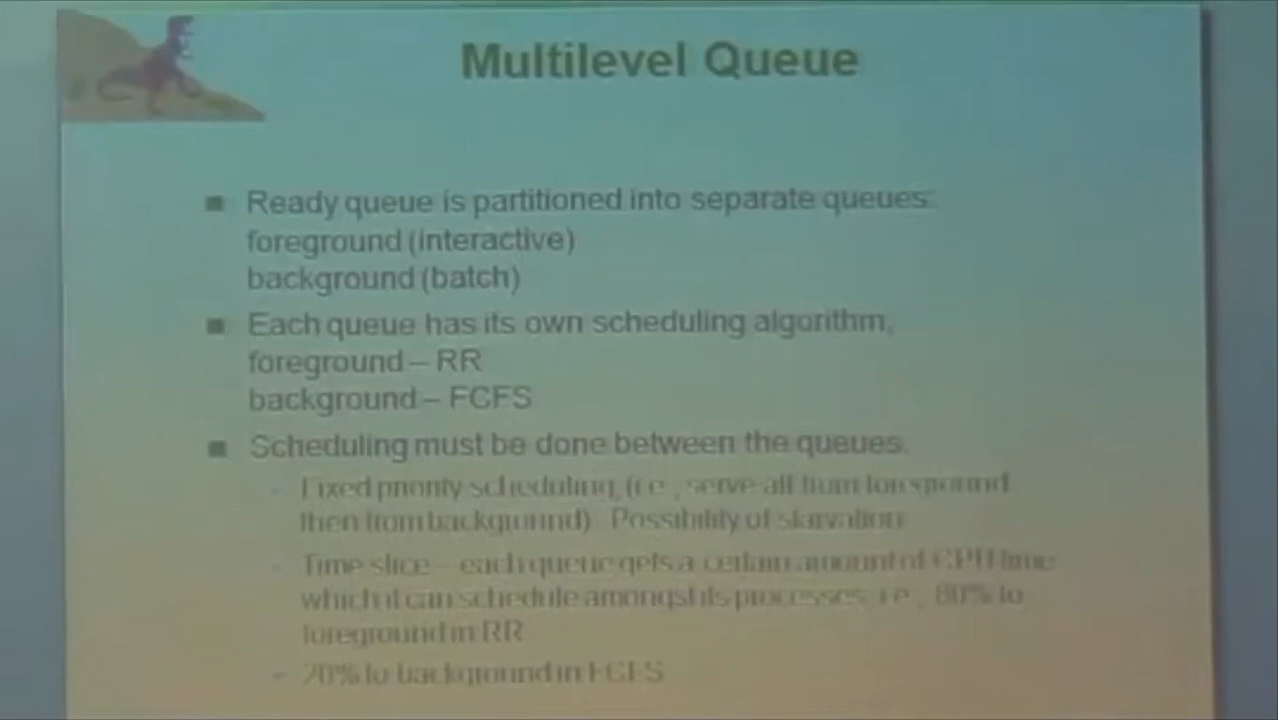 Multilevel Queue
Ready queue is partitioned into separate queues:
foreground (interactive)
background (batch)
Each queue has its own scheduling algorithm,
foreground – RR
background – FCFS
Scheduling must be done between the queues.
Fixed priority scheduling; (i.e., serve all from foreground
then from background). Possibility of starvation.
Time slice – each queue gets a certain amount of CPU time
which it can schedule amongst its processes; i.e., 80% to
foreground in RR
20% to background in FCFS